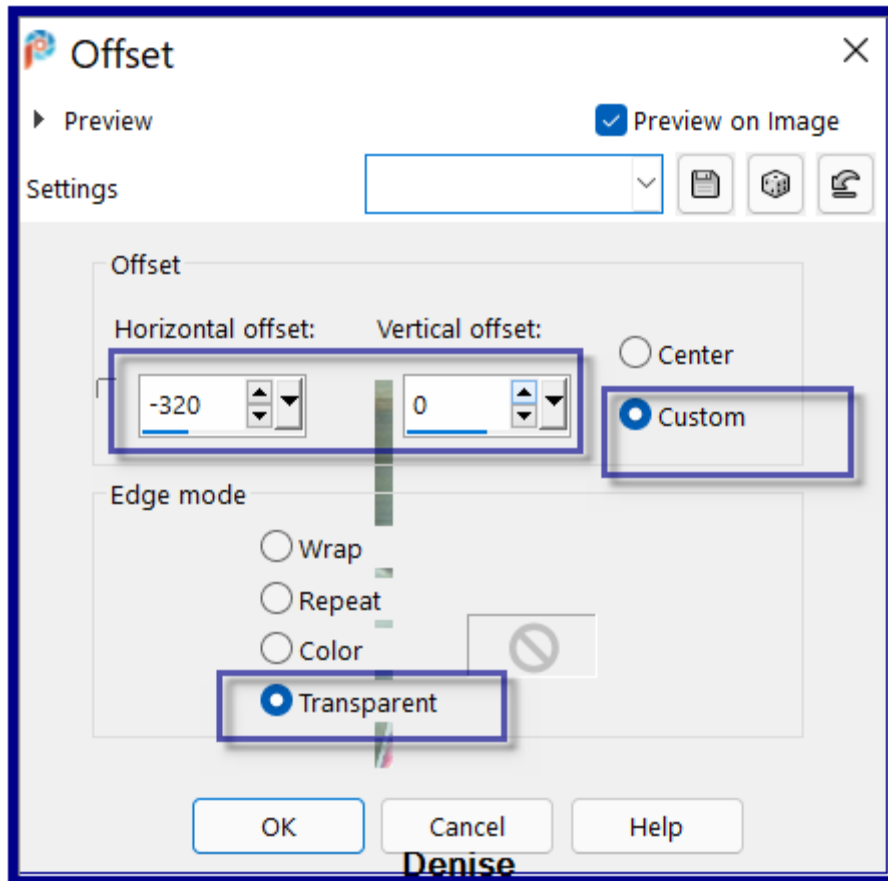 Offset
Preview
Preview on Image
Settings
Offset
Horizontal offset:
Vertical offset:
-320
0
Center
Custom
Edge mode
Wrap
Repeat
Color
Transparent
OK
Cancel
Help
Denise